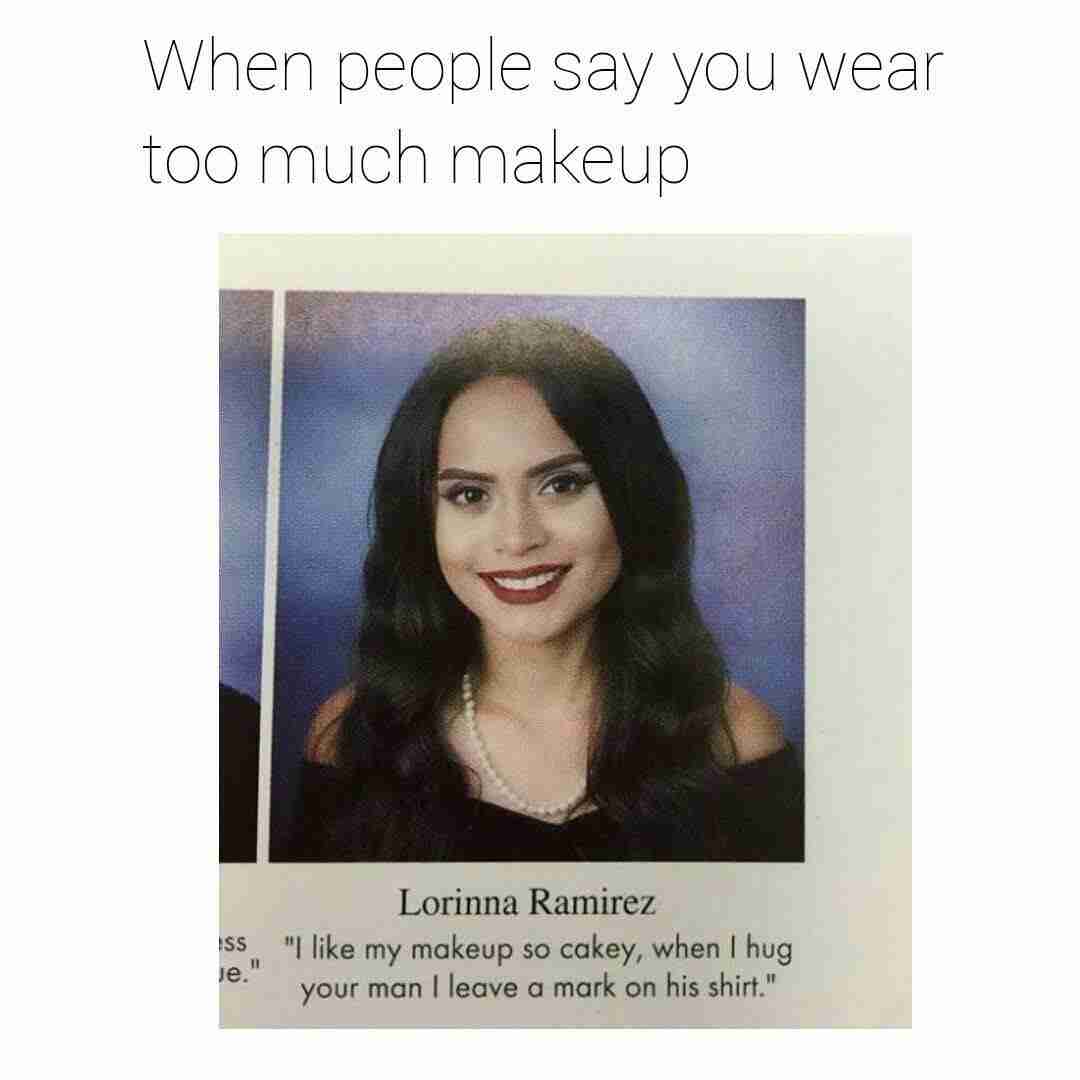 When people say you wear
too much makeup
Lorinna Ramirez
"I like my makeup so cakey, when I hug
your man I leave a mark on his shirt."